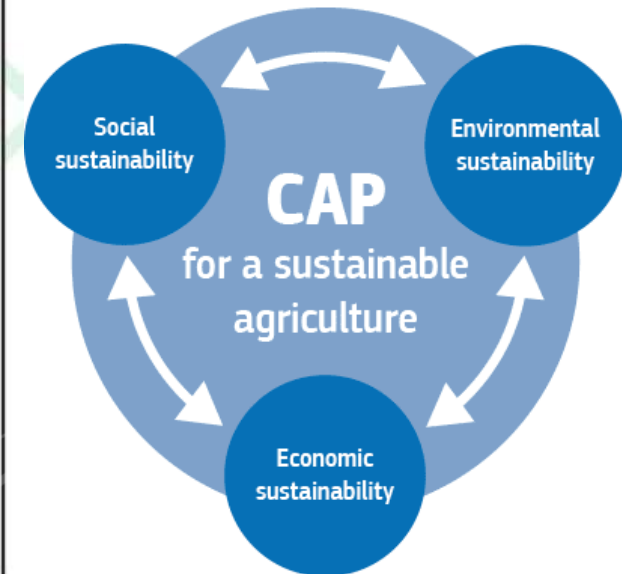 Social
sustainability
Environmental
sustainability
CAP
for a sustainable
agriculture
Economic
sustainability